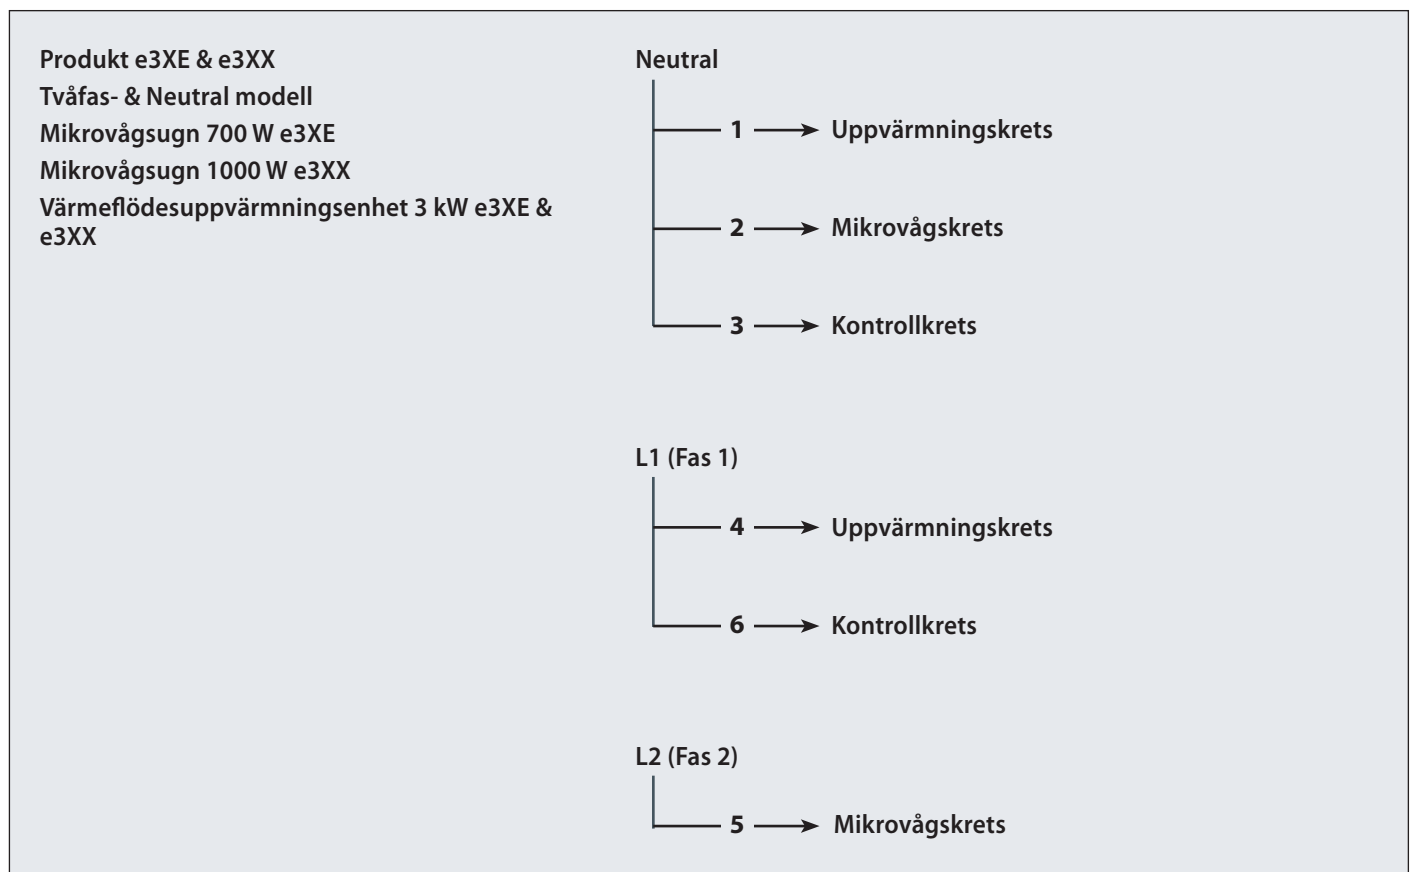 Produkt e3XE & e3XX
Tvåfas- & Neutral modell
Mikrovågsugn 700 W e3XE
Mikrovågsugn 1000 W e3XX
Värmeflödesuppvärmningsenhet 3 kW e3XE &
e3XX
Neutral
1 Uppvärmningskrets
2 Mikrovågskrets
3 Kontrollkrets
L1 (Fas 1)
4 Uppvärmningskrets
6 Kontrollkrets
L2 (Fas 2)
5 Mikrovågskrets